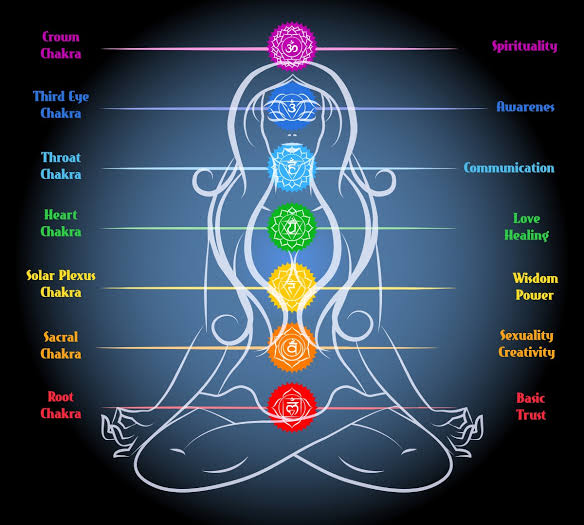 Crown
Chakra
Spirituality
Third Eye
Chakra
Awarenes
Throat
Chakra
Communication
Heart
Chakra
Love
Healing
Solar Plexus
Chakra
Wisdom
Power
Sacral
Chakra
Sexuality
Creativity
Root
Chakra
Basic
Trust
ॐ